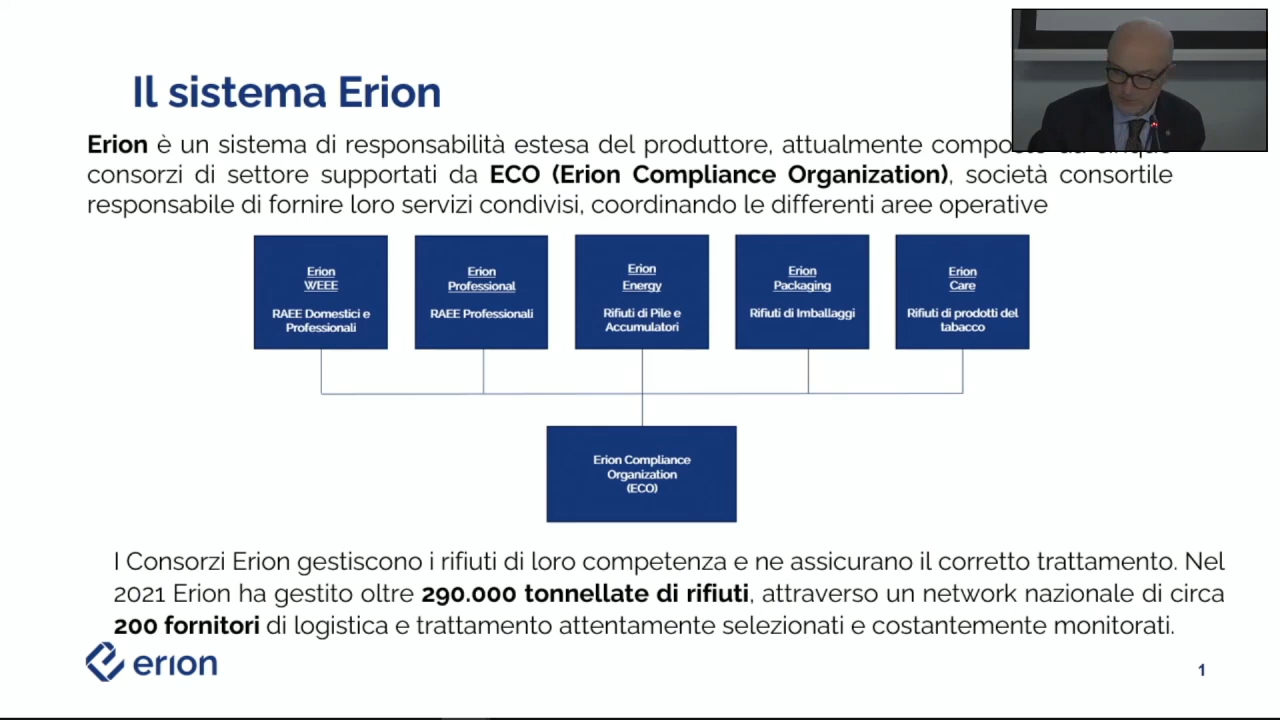 Il sistema Erion
Erion è un sistema di responsabilità estesa del produttore, attualmente composto
consorzi di settore supportati da ECO (Erion Compliance Organization), società consortile
responsabile di fornire loro servizi condivisi, coordinando le differenti aree operative
Erion
WEEE
RAEE Domestici e
Professionali
Erion
Professional
RAEE Professionali
Erion
Energy
Rifiuti di Pile e
Accumulatori
Erion
Packaging
Rifiuti di Imballaggi
Erion
Care
Rifiuti di prodotti del
tabacco
Erion Compliance
Organization
(ECO)
I Consorzi Erion gestiscono i rifiuti di loro competenza e ne assicurano il corretto trattamento. Nel
2021 Erion ha gestito oltre 290.000 tonnellate di rifiuti, attraverso un network nazionale di circa
200 fornitori di logistica e trattamento attentamente selezionati e costantemente monitorati.
erion
1